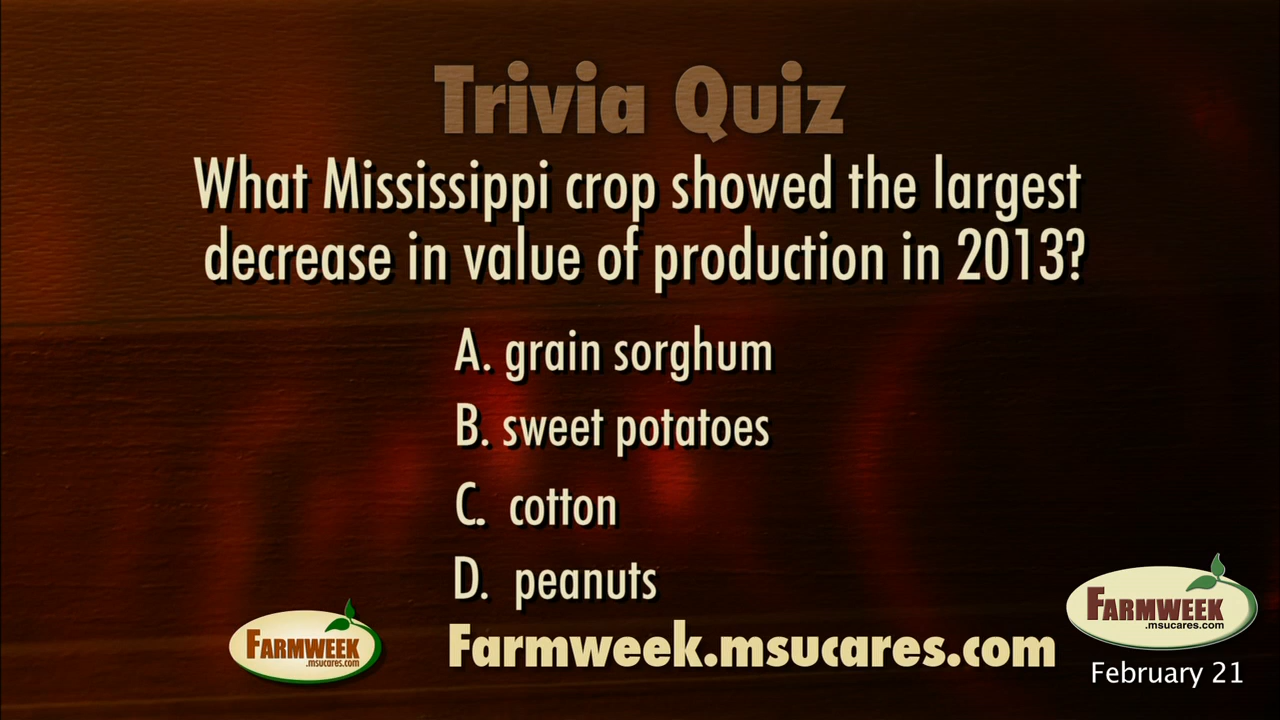 Trivia Quiz
What Mississippi crop showed the largest
decrease in value of production in 2013?
A. grain sorghum
B. sweet potatoes
C. cotton
D. peanuts
FARMWEEK
.msucares.com
Farmweek.msucares.com
FARMWEEK
.msucares.com
February 21